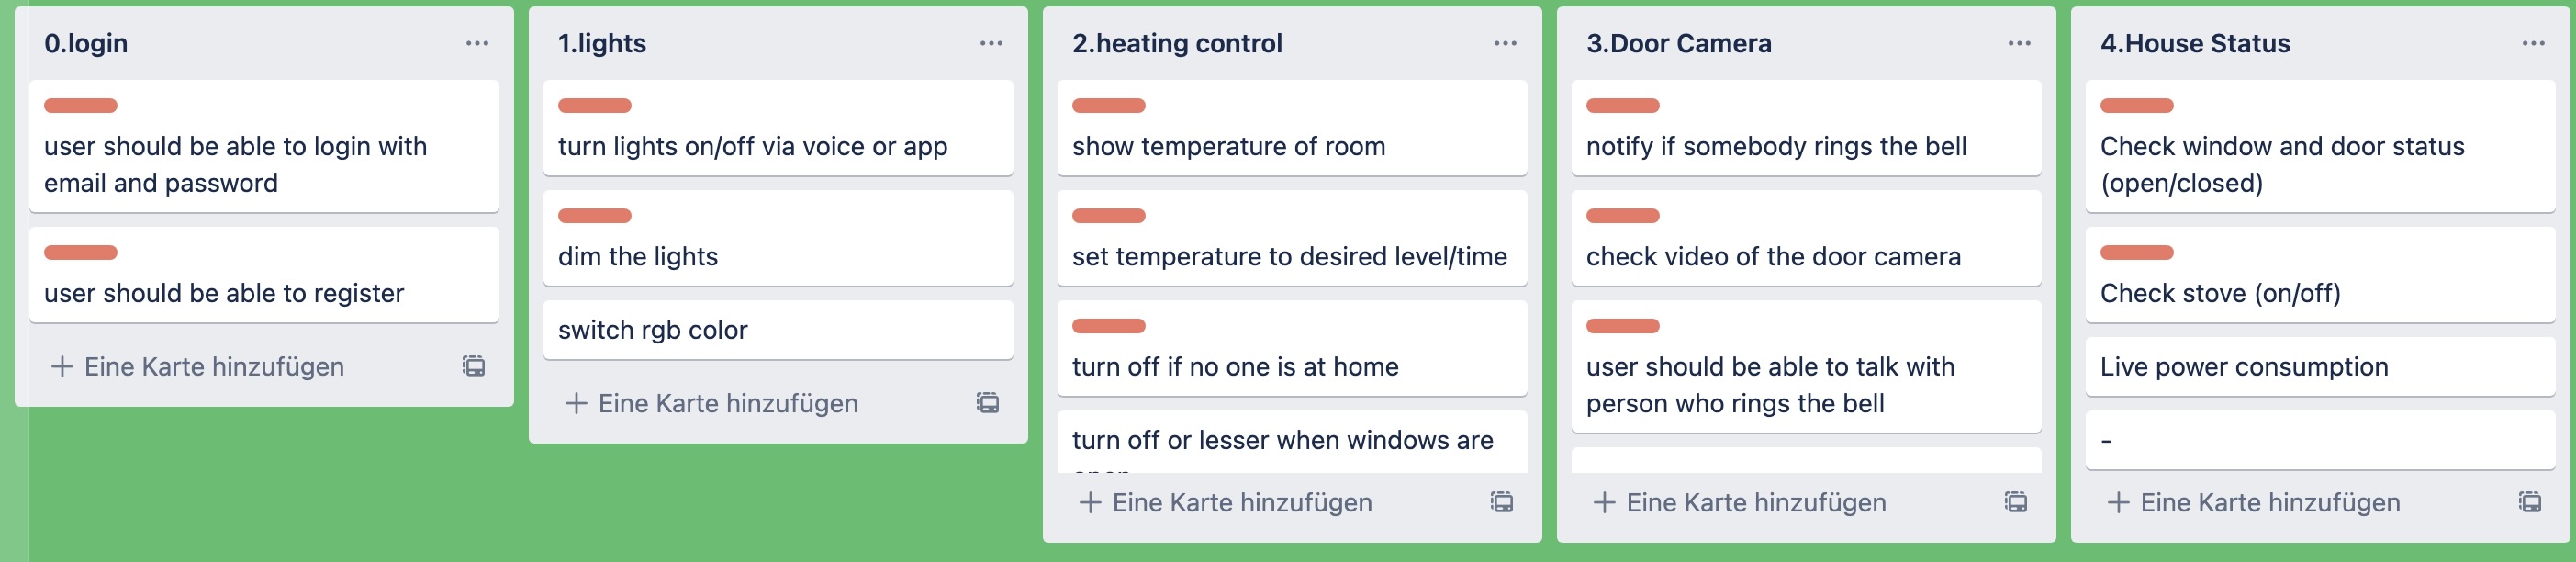 0.login
user should be able to login with
email and password
user should be able to register
+ Eine Karte hinzufügen
1.lights
turn lights on/off via voice or app
dim the lights
switch rgb color
+ Eine Karte hinzufügen
2.heating control
show temperature of room
set temperature to desired level/time
turn off if no one is at home
turn off or lesser when windows are
+ Eine Karte hinzufügen
3.Door Camera
notify if somebody rings the bell
check video of the door camera
user should be able to talk with
person who rings the bell
+ Eine Karte hinzufügen
4.House Status
Check window and door status
(open/closed)
Check stove (on/off)
Live power consumption
-
+ Eine Karte hinzufügen